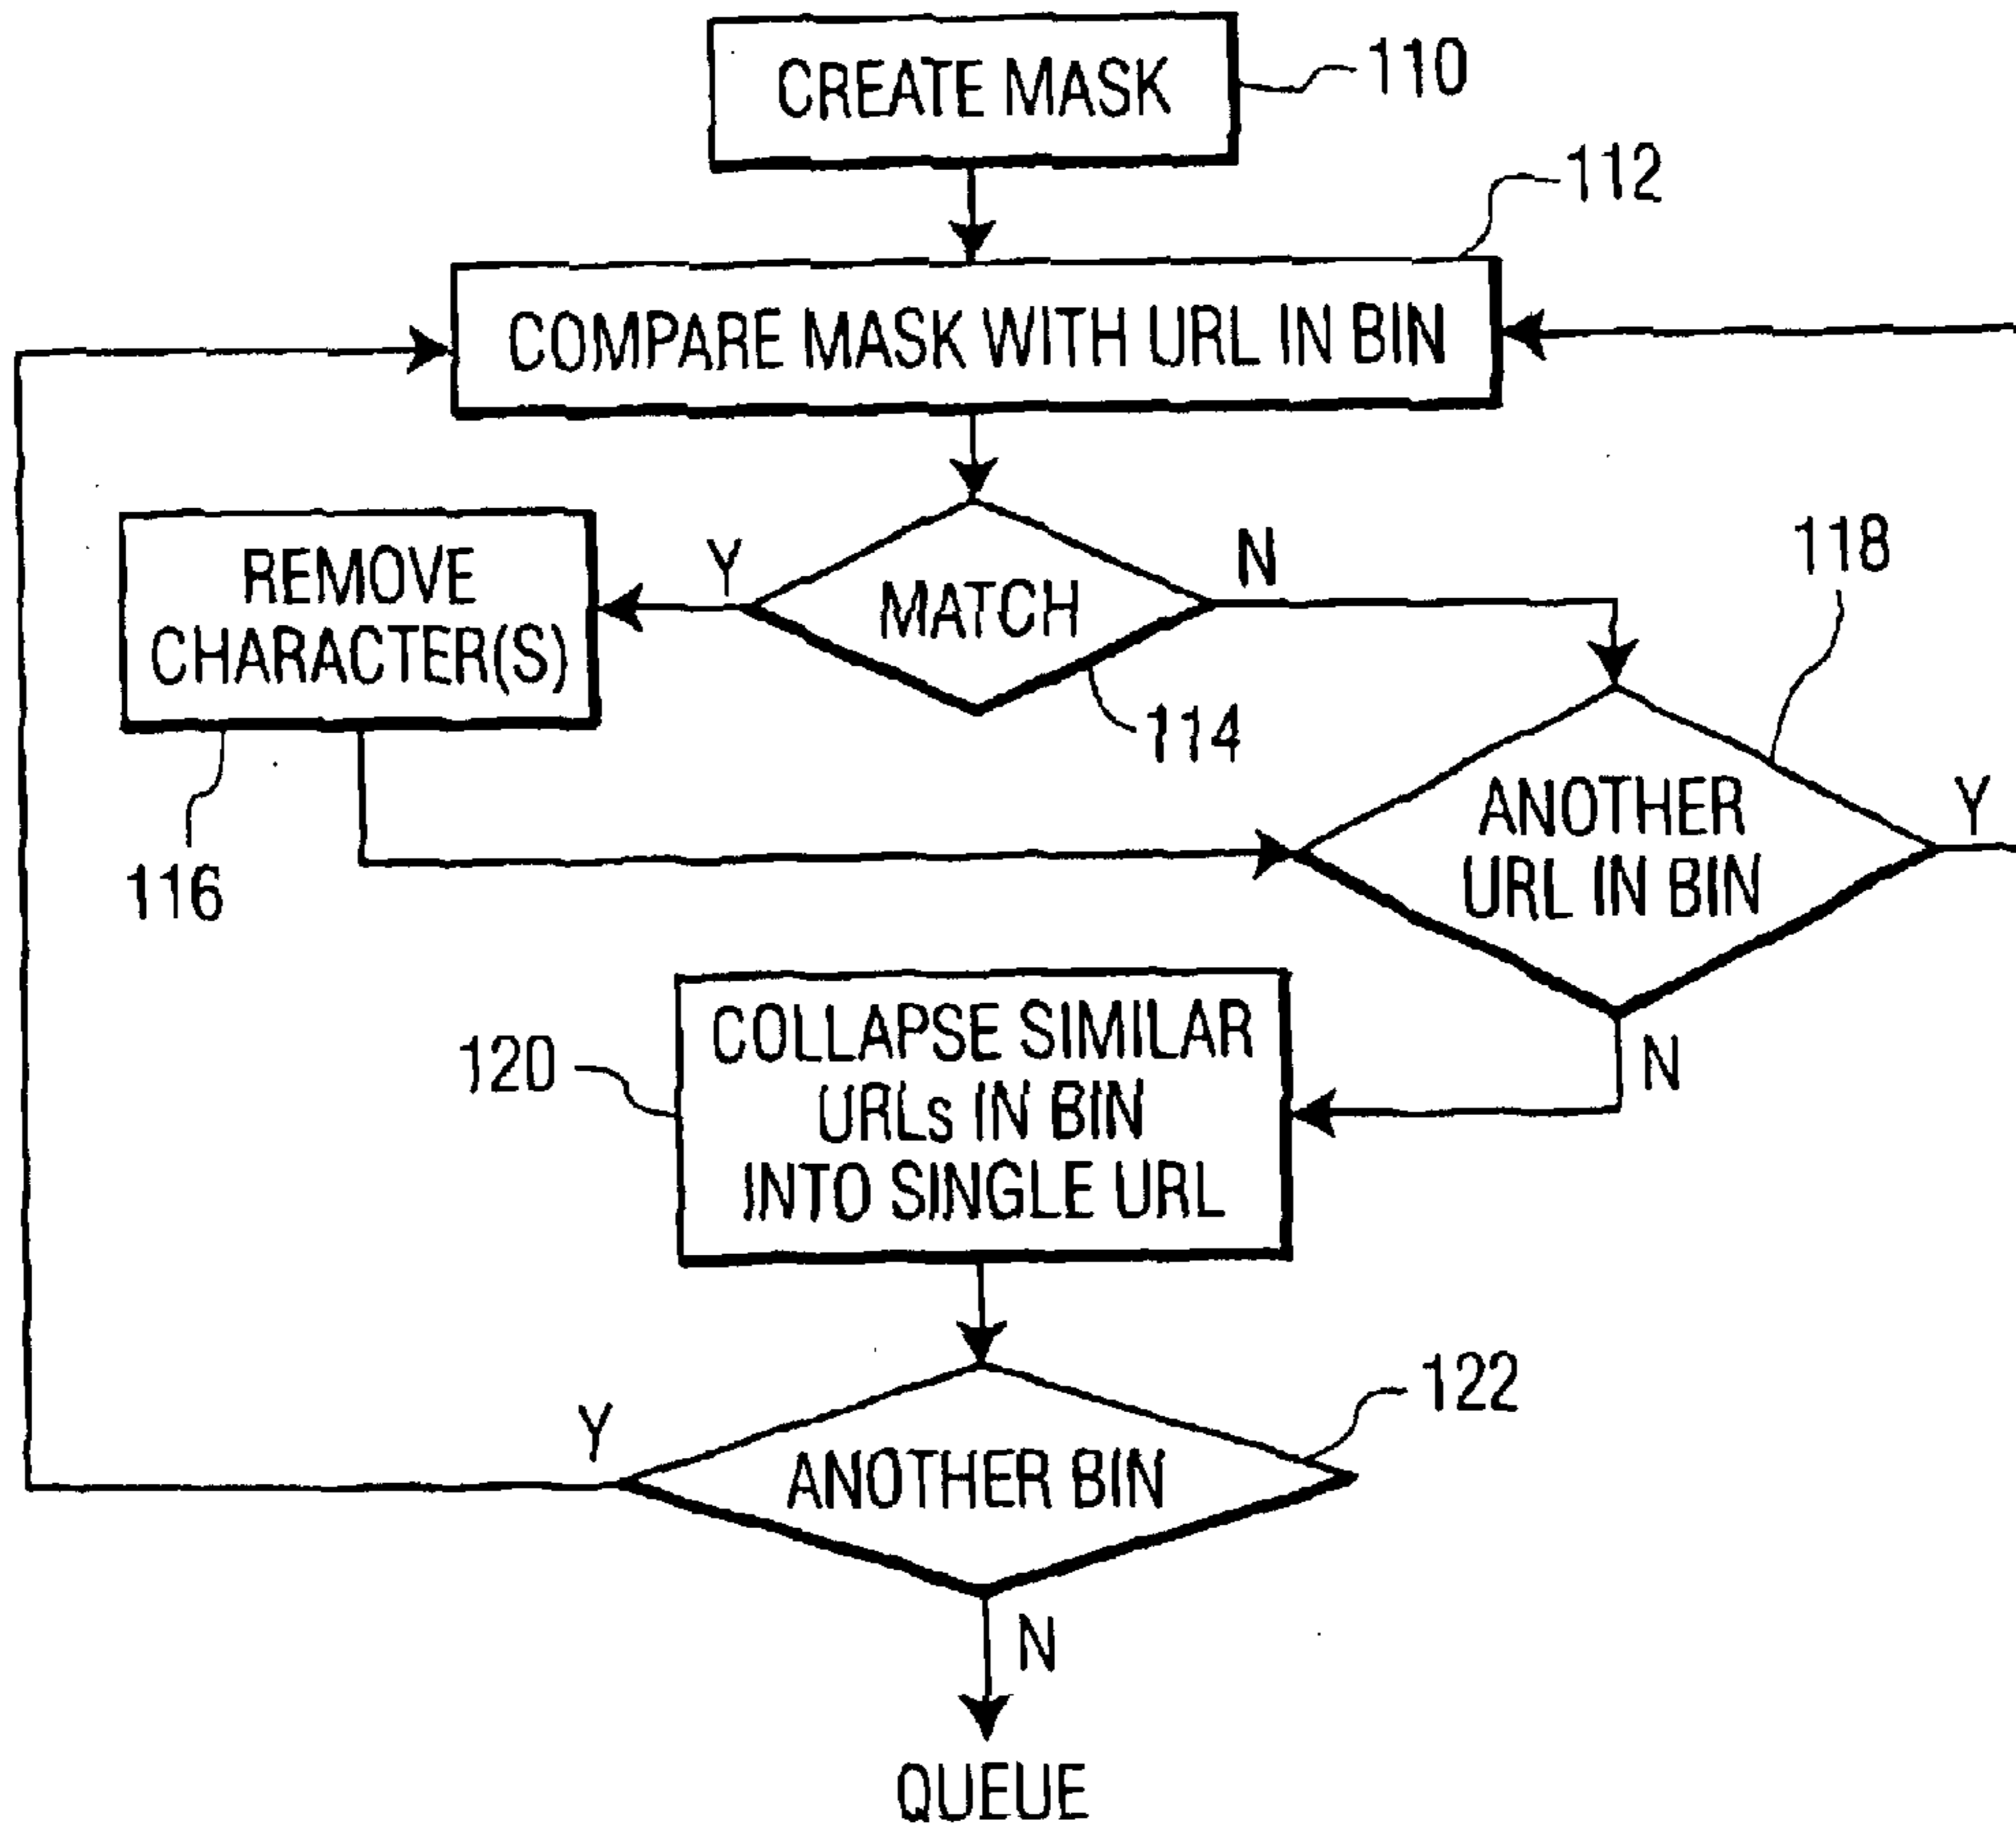 CREATE MASK
110
112
COMPARE MASK WITH URL IN BIN
REMOVE
CHARACTER(S)
Y
MATCH
N
118
114
116
ANOTHER
URL IN BIN
Y
N
120
COLLAPSE SIMILAR
URLs IN BIN
INTO SINGLE URL
122
Y
ANOTHER BIN
N
QUEUE